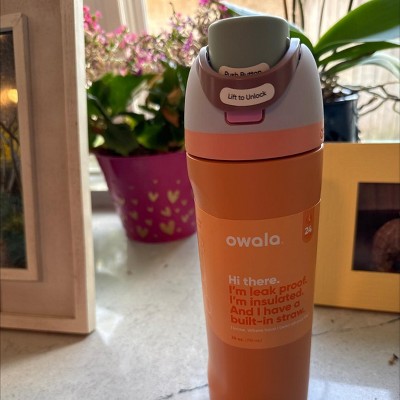 Push Button
Lift to Unlock
owala
24
Hi there.
I'm leak proof.
I'm insulated.
And I have a
built-in straw.